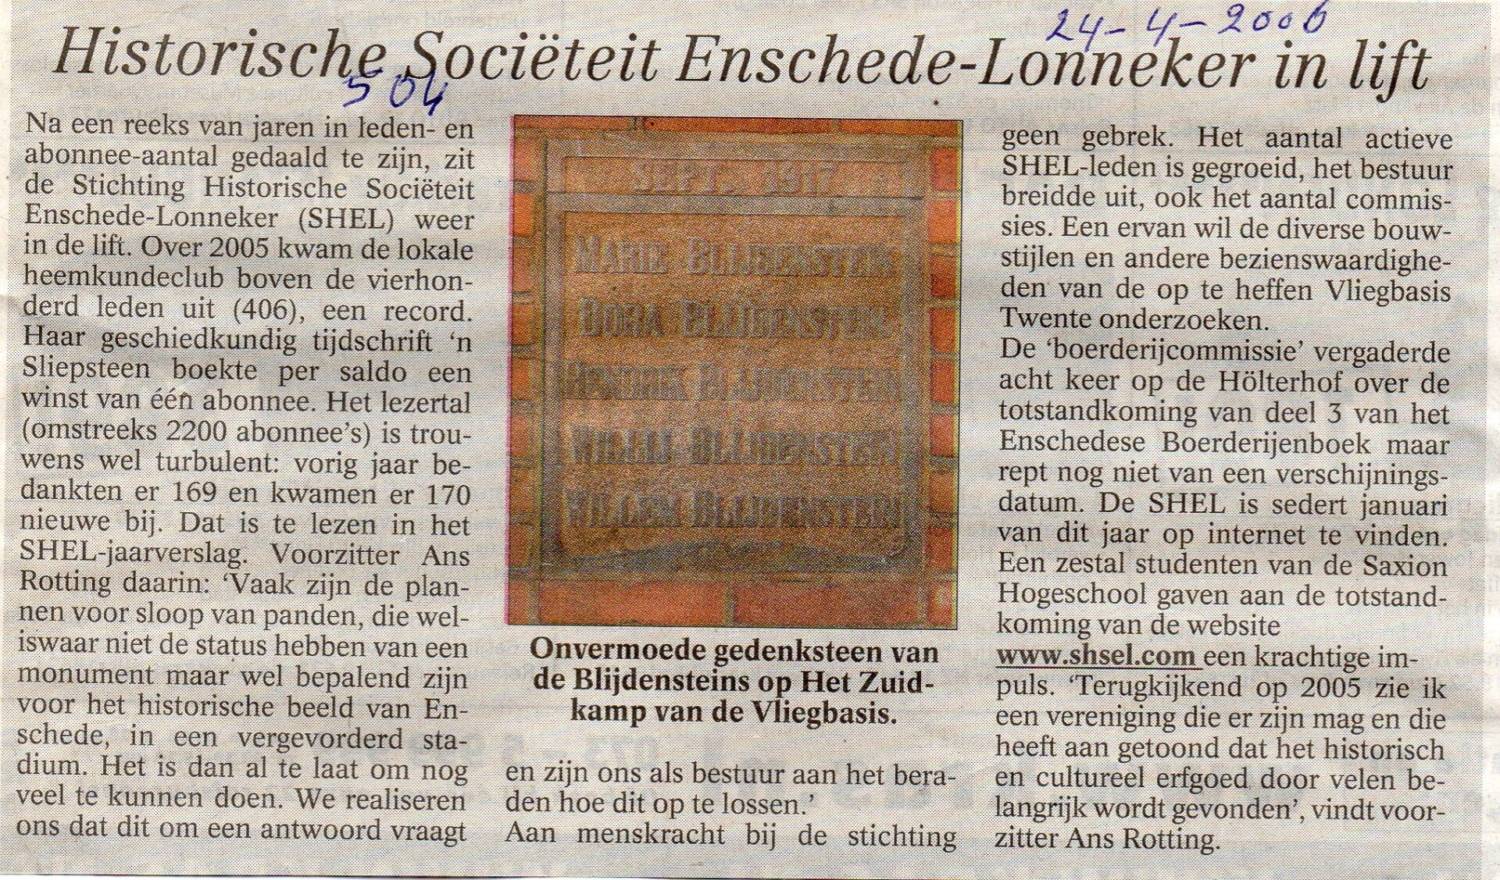 24-4-2006
Historische Sociëteit Enschede-Lonneker in lift
504
Na een reeks van jaren in leden- en
abonnee-aantal gedaald te zijn, zit
de Stichting Historische Sociëteit
Enschede-Lonneker (SHEL) weer
in de lift. Over 2005 kwam de lokale
heemkundeclub boven de vierhon-
derd leden uit (406), een record.
Haar geschiedkundig tijdschrift ‘n
Sliepsteen boekte per saldo een
winst van één abonnee. Het lezertal
(omstreeks 2200 abonnee’s) is trou-
wens wel turbulent: vorig jaar be-
dankten er 169 en kwamen er 170
nieuwe bij. Dat is te lezen in het
SHEL-jaarverslag. Voorzitter Ans
Rotting daarin: ‘Vaak zijn de plan-
nen voor sloop van panden, die wel-
iswaar niet de status hebben van een
monument maar wel bepalend zijn
voor het historische beeld van En-
schede, in een vergevorderd sta-
dium. Het is dan al te laat om nog
veel te kunnen doen. We realiseren
ons dat dit om een antwoord vraagt
SEPT. 1917
MARIE BLIJDENSTEIN
DORA BLIJDENSTEIN
HENDRIK BLIJDENSTEIN
WILLEM BLIJDENSTEIN
Onvermoede gedenksteen van
de Blijdensteins op Het Zuid-
kamp van de Vliegbasis.
en zijn ons als bestuur aan het bera-
den hoe dit op te lossen.’
Aan menskracht bij de stichting
geen gebrek. Het aantal actieve
SHEL-leden is gegroeid, het bestuur
breidde uit, ook het aantal commis-
sies. Een ervan wil de diverse bouw-
stijlen en andere bezienswaardighe-
den van de op te heffen Vliegbasis
Twente onderzoeken.
De ‘boerderijcommissie’ vergaderde
acht keer op de Hölterhof over de
totstandkoming van deel 3 van het
Enschedese Boerderijenboek maar
rept nog niet van een verschijnings-
datum. De SHEL is sedert januari
van dit jaar op internet te vinden.
Een zestal studenten van de Saxion
Hogeschool gaven aan de totstand-
koming van de website
www.shsel.com een krachtige im-
puls. ‘Terugkijkend op 2005 zie ik
een vereniging die er zijn mag en die
heeft aan getoond dat het historisch
en cultureel erfgoed door velen be-
langrijk wordt gevonden’, vindt voor-
zitter Ans Rotting.